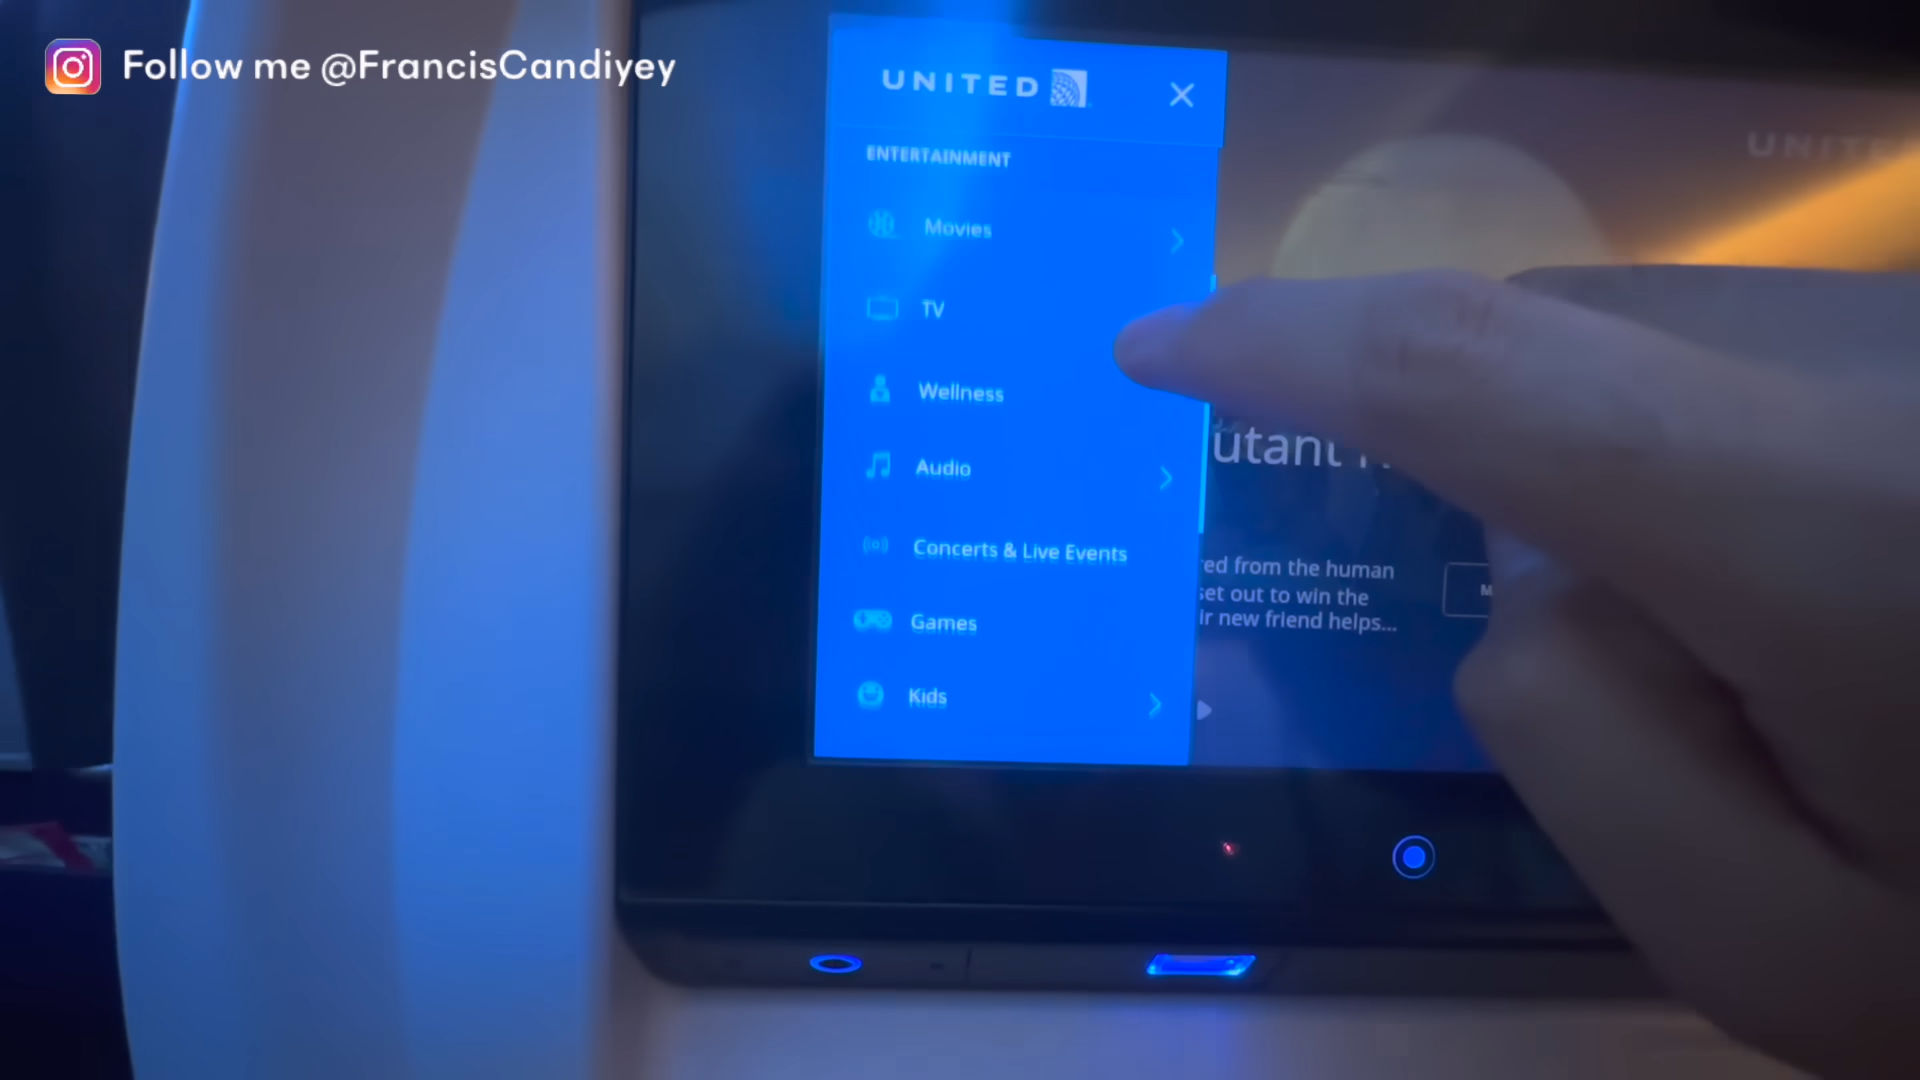 Follow me @FrancisCandiyey
UNITED
ENTERTAINMENT
Movies
TV
Wellness
Audio
Concerts & Live Events
Games
Kids
UNITE
utant
ed from the human
set out to win the
ir new friend helps...
M